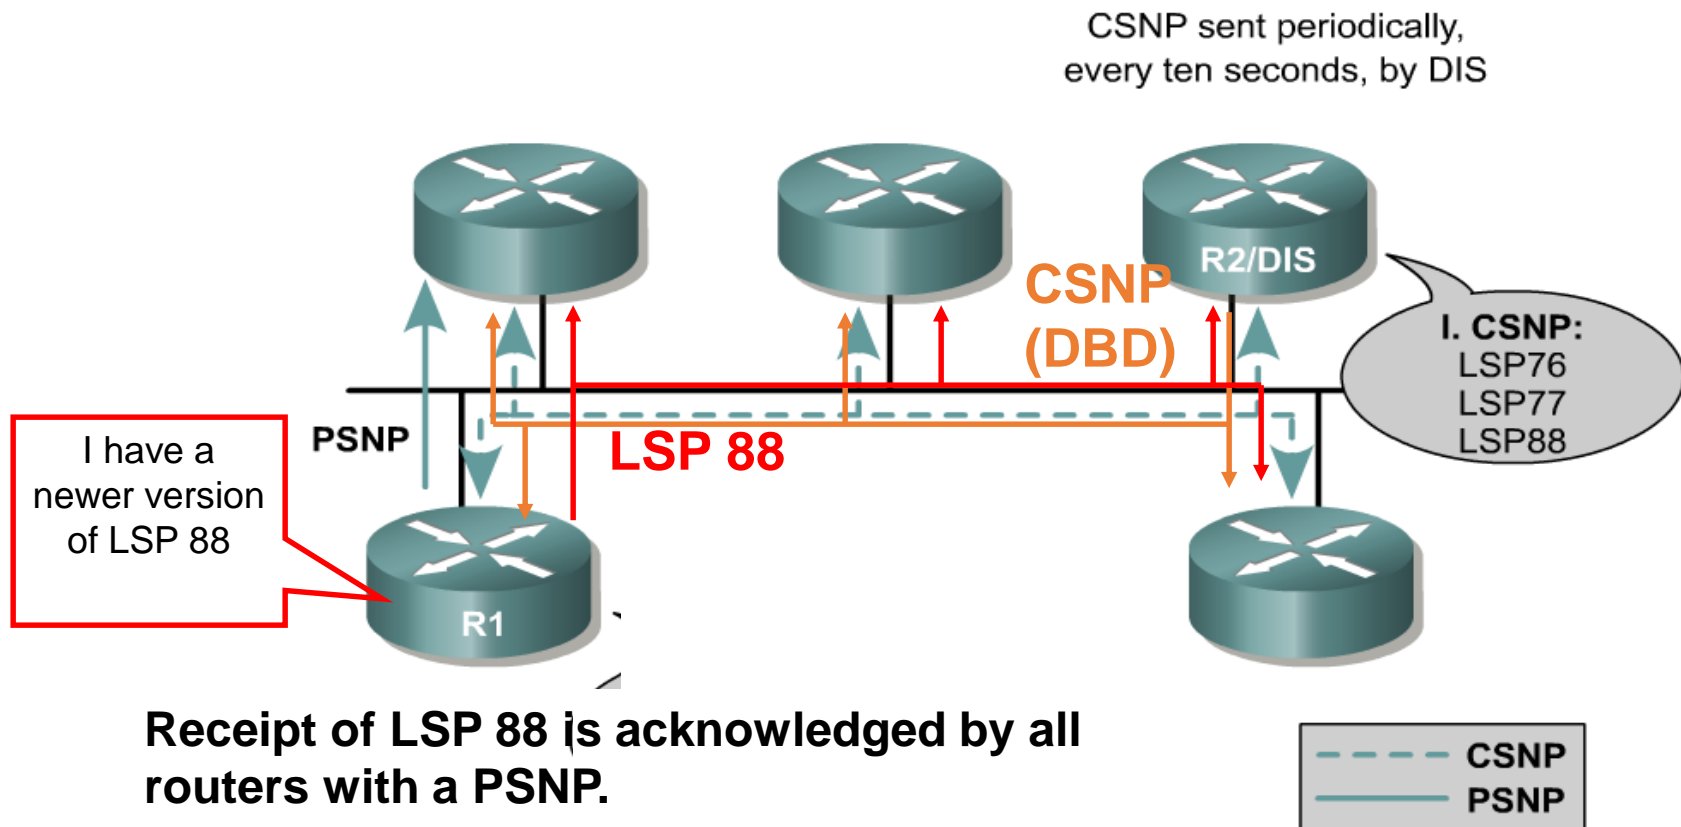 CSNP sent periodically,
every ten seconds, by DIS
R2/DIS
CSNP
(DBD)
I. CSNP:
LSP76
LSP77
LSP88
I have a
newer version
of LSP 88
PSNP
LSP 88
R1
Receipt of LSP 88 is acknowledged by all
routers with a PSNP.
CSNP
PSNP